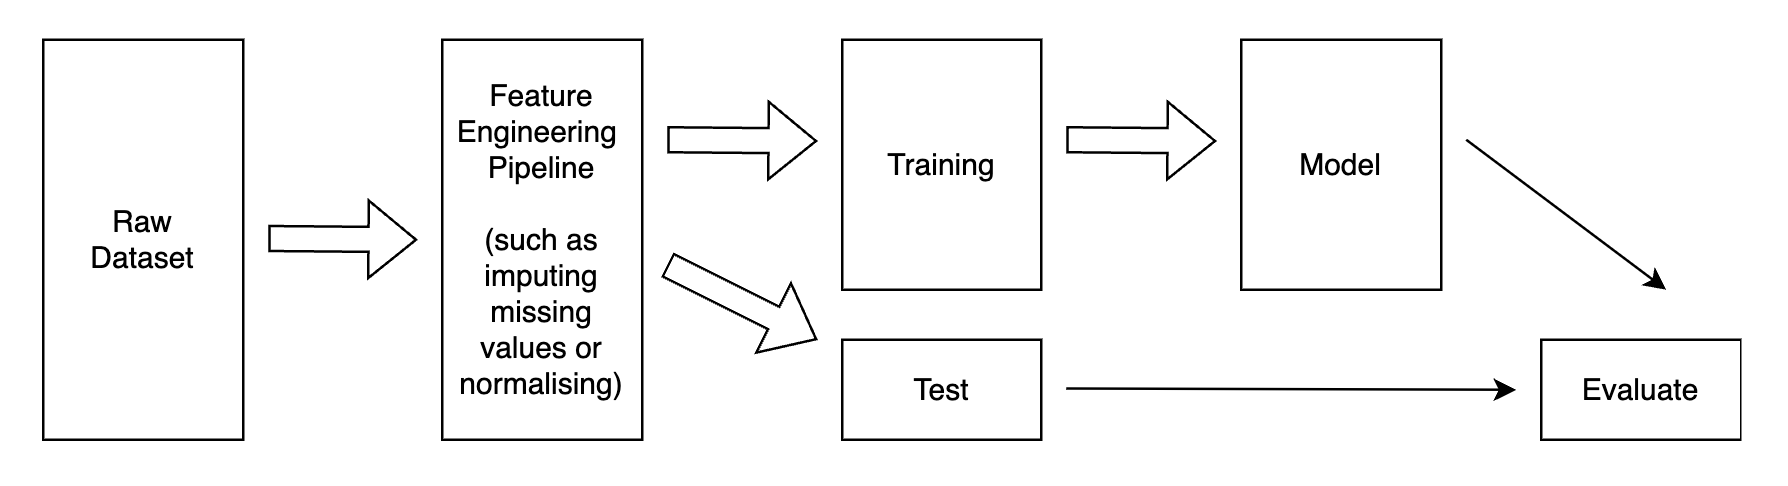 Raw
Dataset
Feature
Engineering
Pipeline
(such as
imputing
missing
values or
normalising)
Training
Test
Model
Evaluate